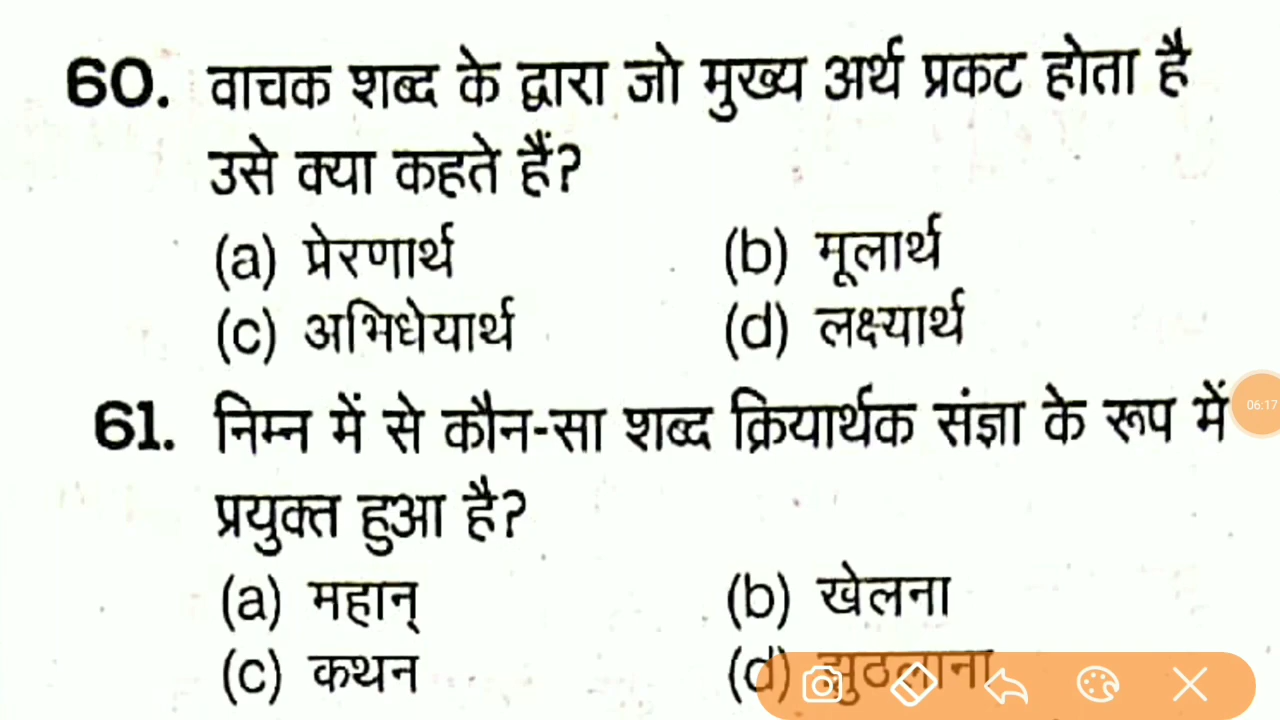 60. वाचक शब्द के द्वारा जो मुख्य अर्थ प्रकट होता है
उसे क्या कहते हैं?
(a) प्रेरणार्थ (b) मूलार्थ
(c) अभिधेयार्थ (d) लक्ष्यार्थ
61. निम्न में से कौन-सा शब्द क्रियार्थक संज्ञा के रूप में
06:17
प्रयुक्त हुआ है?
(a) महान् (b) खेलना
(c) कथन (d) झुठलाना